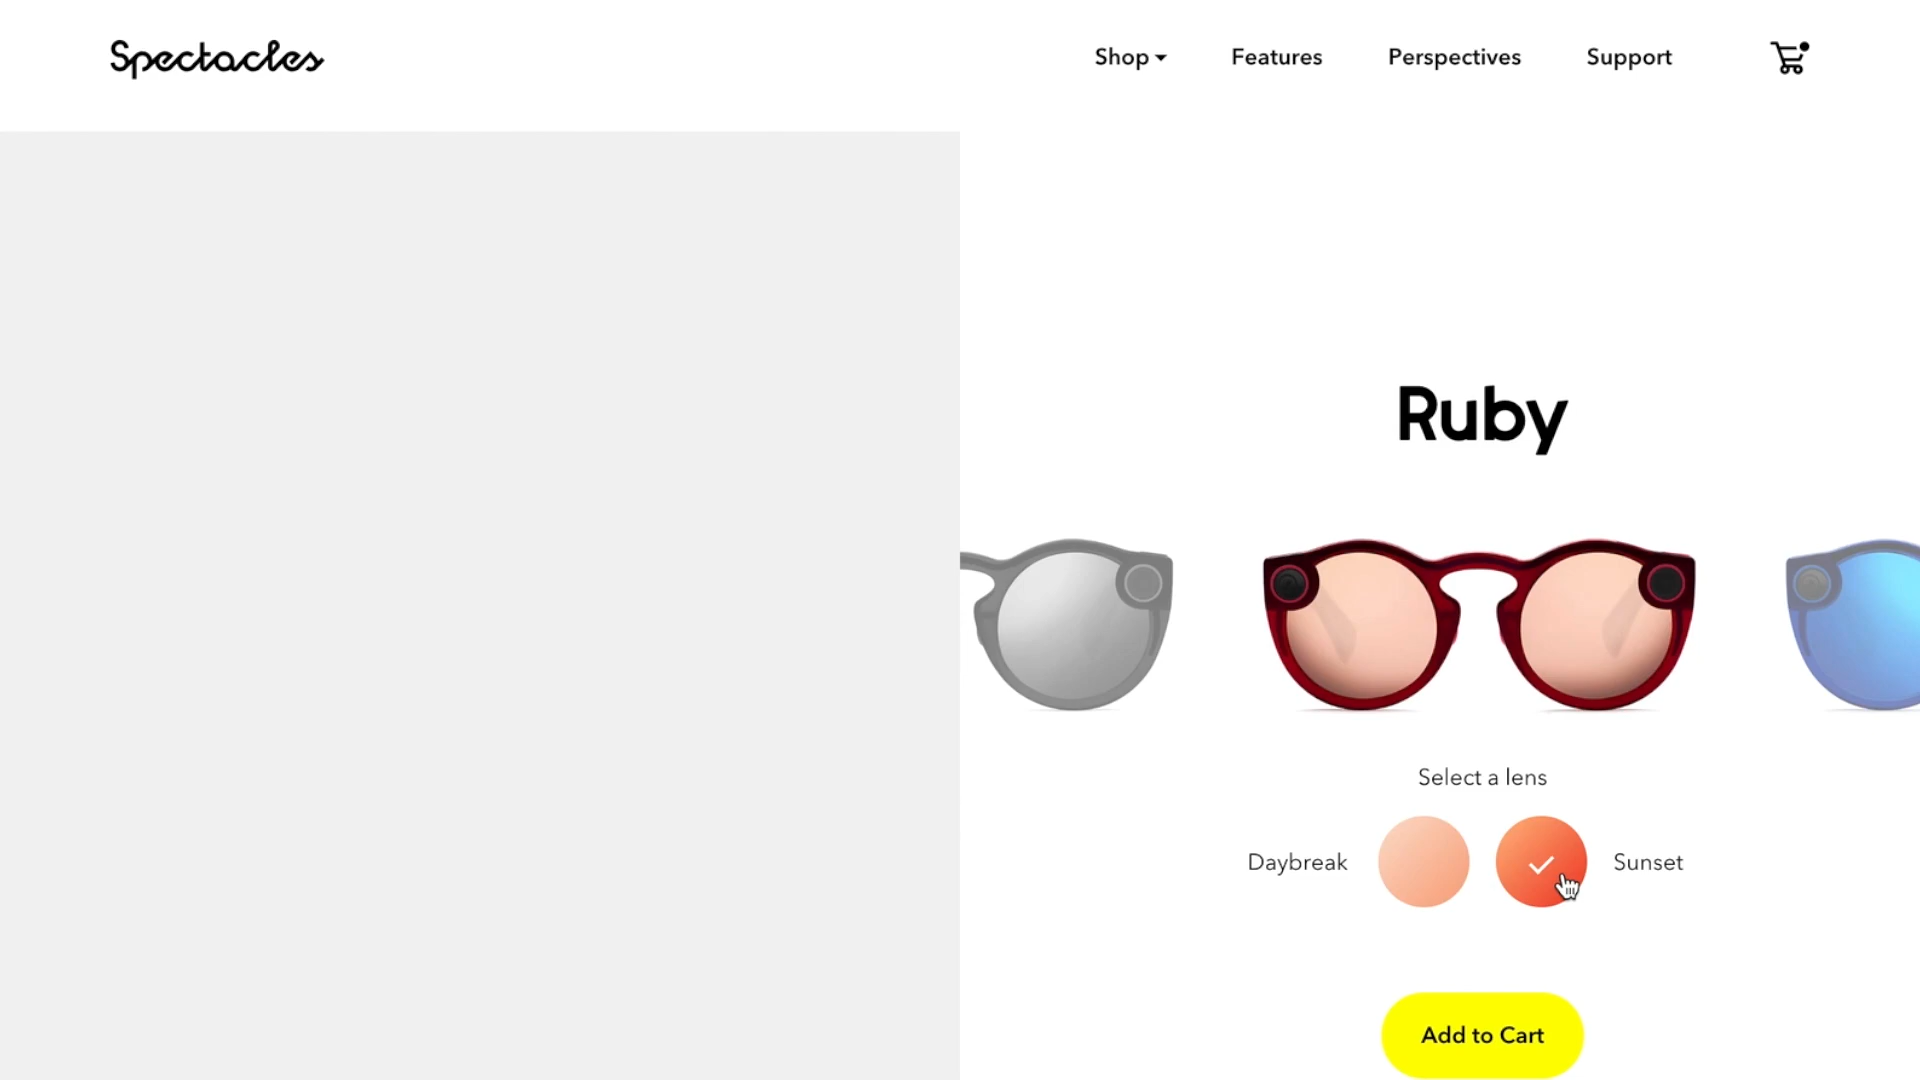 Spectacles
Shop
Features
Perspectives
Support
Ruby
Select a lens
Daybreak
Sunset
Add to Cart